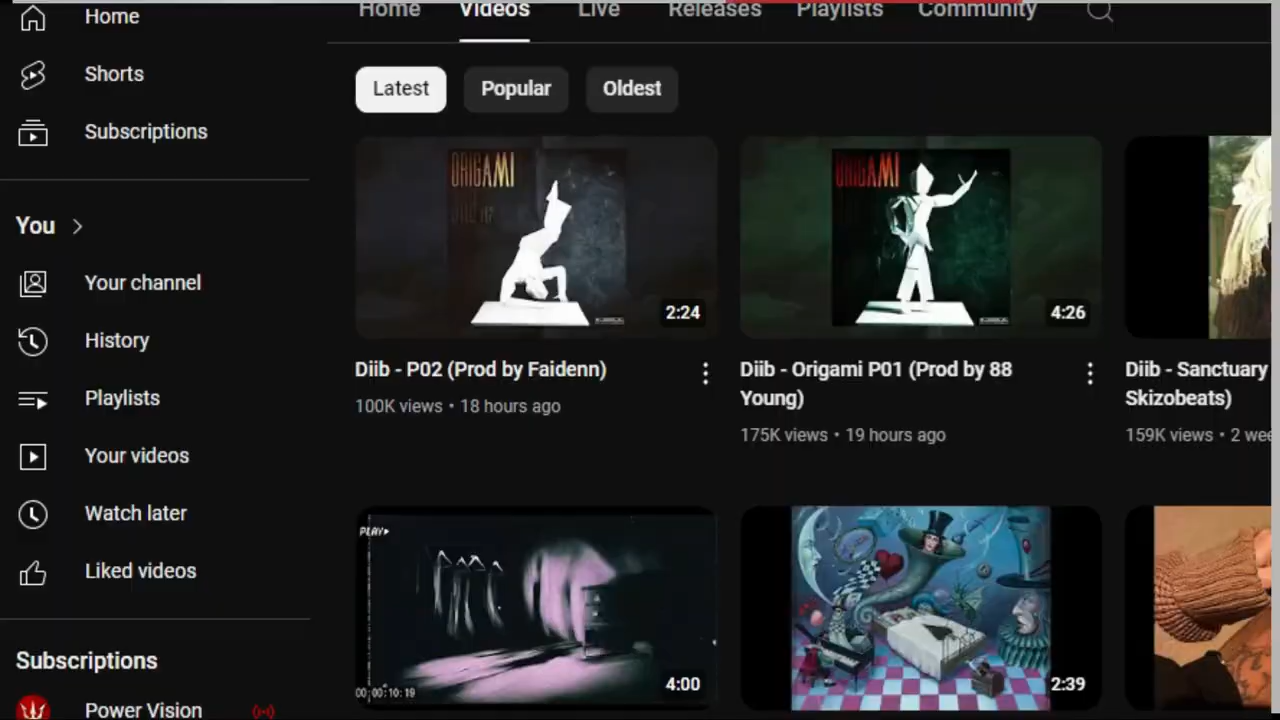 Home
Shorts
Subscriptions
You
Your channel
History
Playlists
Your videos
Watch later
Liked videos
Subscriptions
Power Vision
Home Videos Live Releases Playlists Community
Latest Popular Oldest
ORIGAMI
2:24
Diib - P02 (Prod by Faidenn)
100K views • 18 hours ago
ORIGAMI
4:26
Diib - Origami P01 (Prod by 88
Young)
175K views • 19 hours ago
Diib - Sanctuary
Skizobeats)
159K views • 2 wee
PLAY
00:00:10:19
4:00
2:39